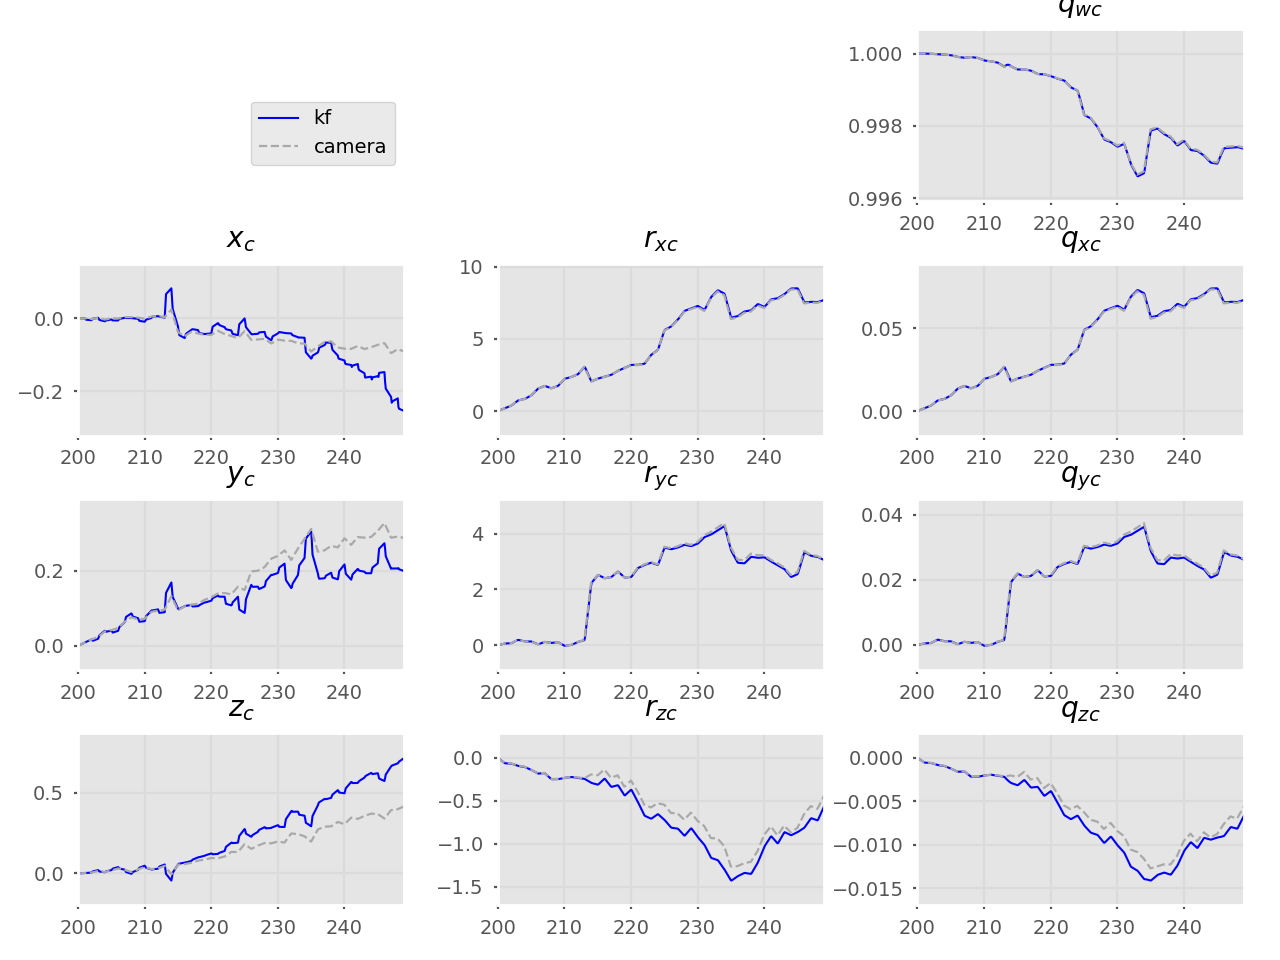 q_wc
1.000
0.998
0.996
200 210 220 230 240
kf
camera
x_c
0.0
−0.2
200 210 220 230 240
r_xc
10
5
0
200 210 220 230 240
q_xc
0.05
0.00
200 210 220 230 240
y_c
0.2
0.0
200 210 220 230 240
r_yc
4
2
0
200 210 220 230 240
q_yc
0.04
0.02
0.00
200 210 220 230 240
z_c
0.5
0.0
200 210 220 230 240
r_zc
0.0
−0.5
−1.0
−1.5
200 210 220 230 240
q_zc
0.000
−0.005
−0.010
−0.015
200 210 220 230 240